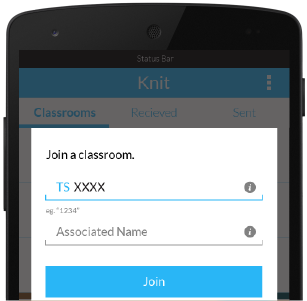 Status Bar
Knit
Classrooms Recieved Sent
Join a classroom.
TS XXXX
eg. "1234"
Associated Name
Join